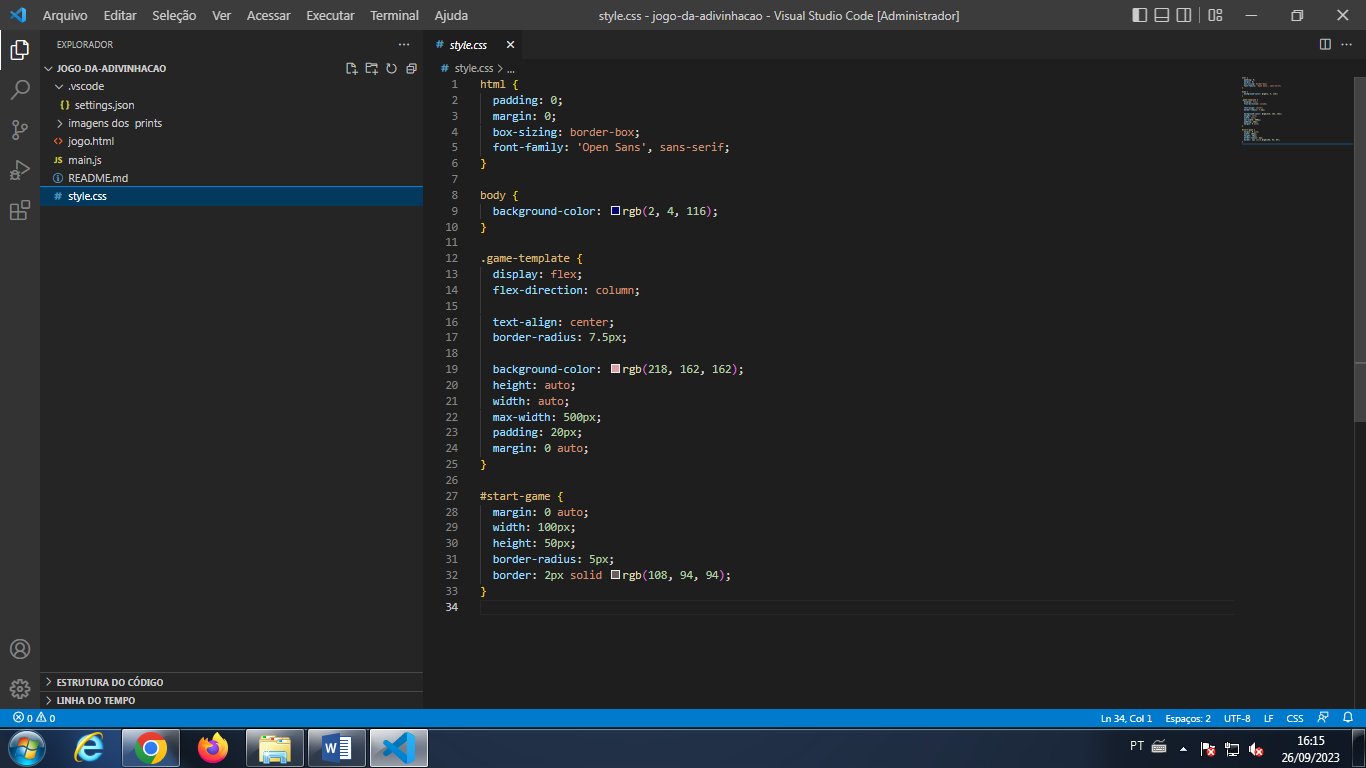 Arquivo Editar Seleção Ver Acessar Executar Terminal Ajuda
style.css - jogo-da-adivinhacao - Visual Studio Code [Administrador]
EXPLORADOR
JOGO-DA-ADIVINHACAO
.vscode
{} settings.json
imagens dos prints
<> jogo.html
JS main.js
README.md
# style.css
ESTRUTURA DO CÓDIGO
LINHA DO TEMPO
# style.css
# style.css > ...
1 html {
2 padding: 0;
3 margin: 0;
4 box-sizing: border-box;
5 font-family: 'Open Sans', sans-serif;
6 }
7
8 body {
9 background-color: rgb(2, 4, 116);
10 }
11
12 .game-template {
13 display: flex;
14 flex-direction: column;
15
16 text-align: center;
17 border-radius: 7.5px;
18
19 background-color: rgb(218, 162, 162);
20 height: auto;
21 width: auto;
22 max-width: 500px;
23 padding: 20px;
24 margin: 0 auto;
25 }
26
27 #start-game {
28 margin: 0 auto;
29 width: 100px;
30 height: 50px;
31 border-radius: 5px;
32 border: 2px solid rgb(108, 94, 94);
33 }
34
0 0
Ln 34, Col 1 Espaços: 2 UTF-8 LF CSS
W
PT
16:15
26/09/2023